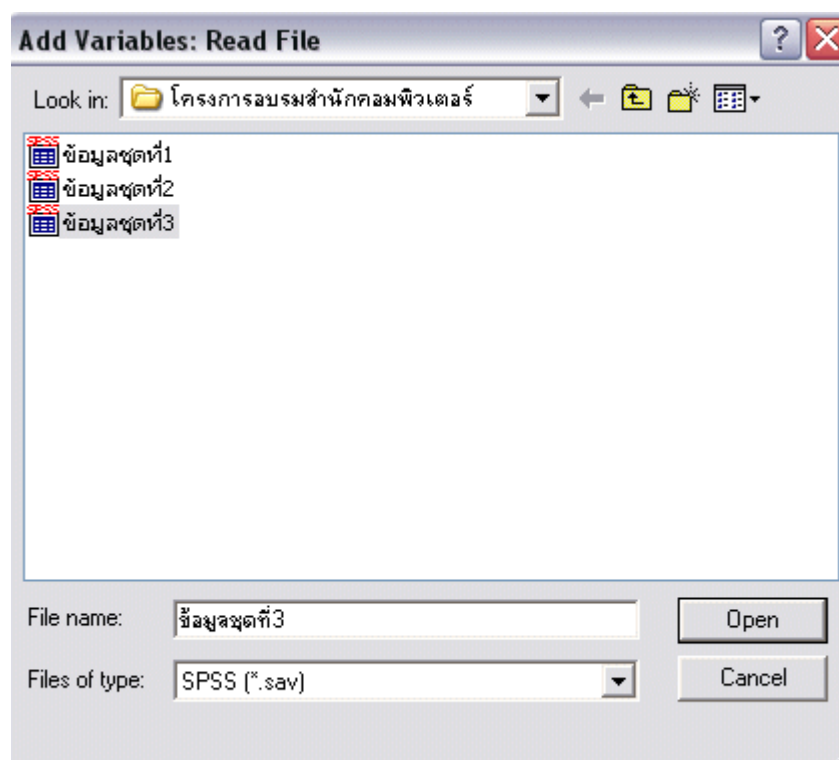 Add Variables: Read File
Look in: โครงการอบรมสำนักคอมพิวเตอร์
SPSS ข้อมูลชุดที่1
SPSS ข้อมูลชุดที่2
SPSS ข้อมูลชุดที่3
File name: ข้อมูลชุดที่3 Open
Files of type: SPSS (*.sav) Cancel